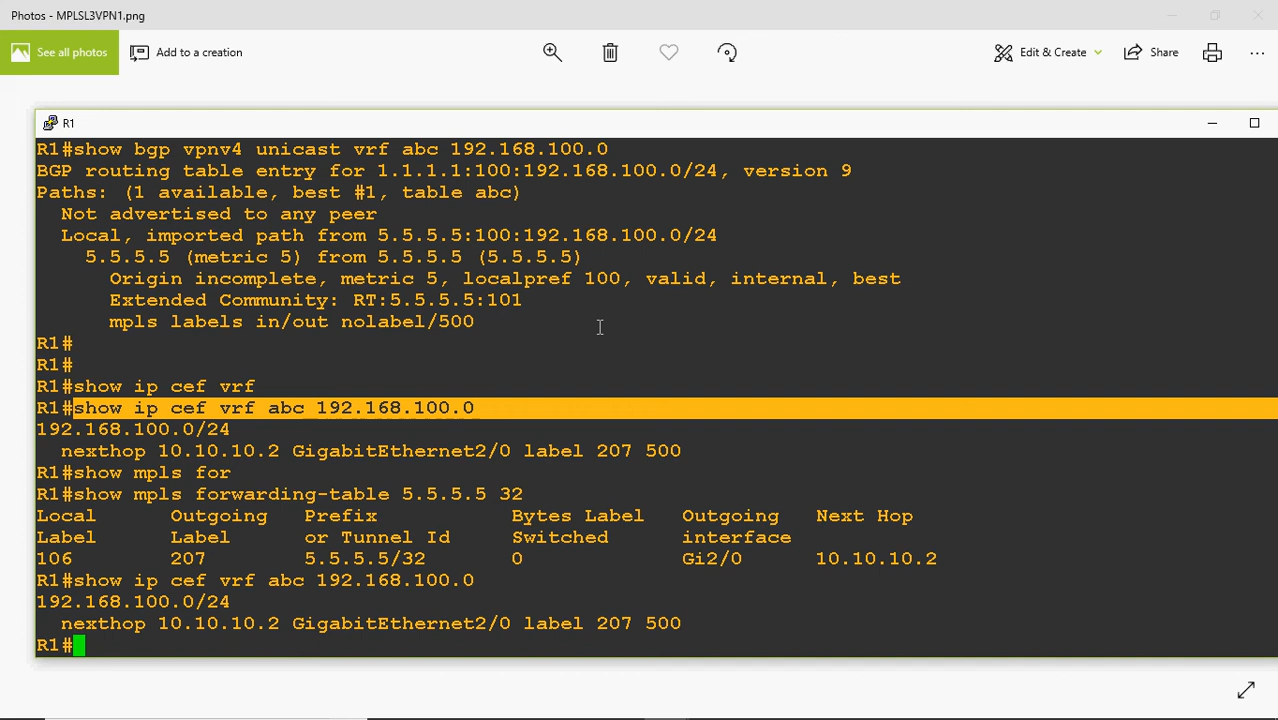 Photos - MPLSL3VPN1.png
See all photos
Add to a creation
Edit & Create
Share
R1
R1#show bgp vpnv4 unicast vrf abc 192.168.100.0
BGP routing table entry for 1.1.1.1:100:192.168.100.0/24, version 9
Paths: (1 available, best #1, table abc)
  Not advertised to any peer
  Local, imported path from 5.5.5.5:100:192.168.100.0/24
    5.5.5.5 (metric 5) from 5.5.5.5 (5.5.5.5)
      Origin incomplete, metric 5, localpref 100, valid, internal, best
      Extended Community: RT:5.5.5.5:101
      mpls labels in/out nolabel/500
R1#
R1#
R1#show ip cef vrf
R1#show ip cef vrf abc 192.168.100.0
192.168.100.0/24
  nexthop 10.10.10.2 GigabitEthernet2/0 label 207 500
R1#show mpls for
R1#show mpls forwarding-table 5.5.5.5 32
Local      Outgoing   Prefix           Bytes Label   Outgoing   Next Hop
Label      Label      or Tunnel Id     Switched      interface
106        207        5.5.5.5/32       0             Gi2/0      10.10.10.2
R1#show ip cef vrf abc 192.168.100.0
192.168.100.0/24
  nexthop 10.10.10.2 GigabitEthernet2/0 label 207 500
R1#